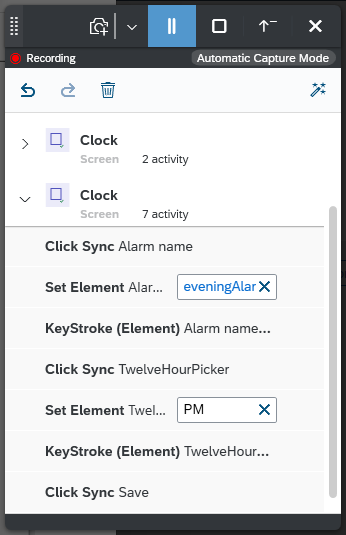 Recording Automatic Capture Mode
Clock
Screen 2 activity
Clock
Screen 7 activity
Click Sync Alarm name
Set Element Alar... eveningAlar
KeyStroke (Element) Alarm name...
Click Sync TwelveHourPicker
Set Element Twel... PM
KeyStroke (Element) TwelveHour...
Click Sync Save